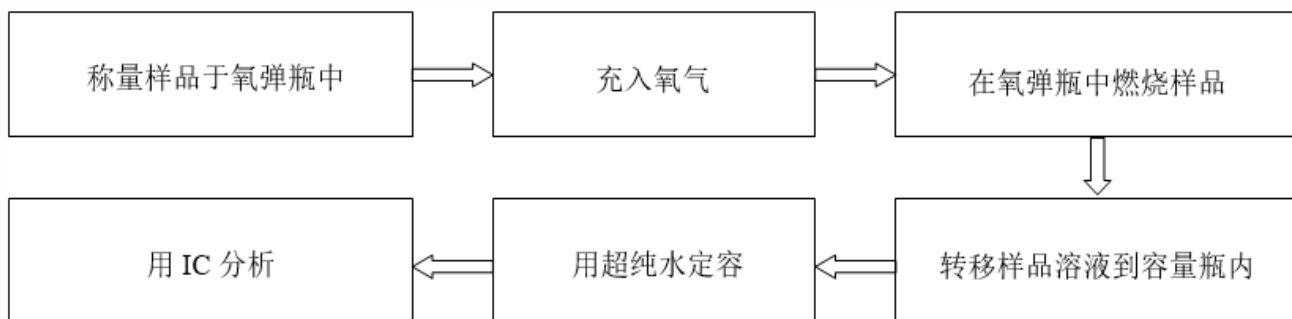 称量样品于氧弹瓶中
充入氧气
在氧弹瓶中燃烧样品
转移样品溶液到容量瓶内
用超纯水定容
用 IC 分析